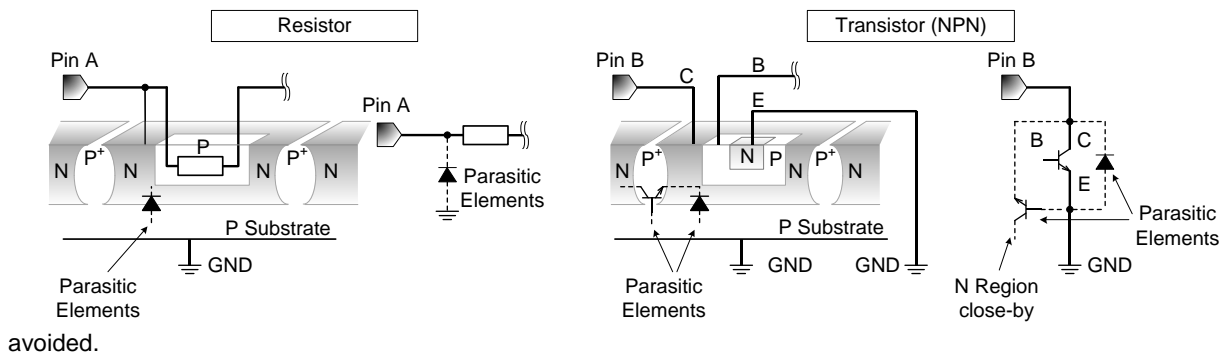 Resistor
Transistor (NPN)
Pin A
Pin A
N
P+
N
P
N
P+
N
Parasitic
Elements
P Substrate
GND
Parasitic
Elements
Pin B
C
B
E
Pin B
N
P+
N
N
P
P+
N
N
P Substrate
GND
GND
Parasitic
Elements
B
C
E
Parasitic
Elements
GND
N Region
close-by
avoided.